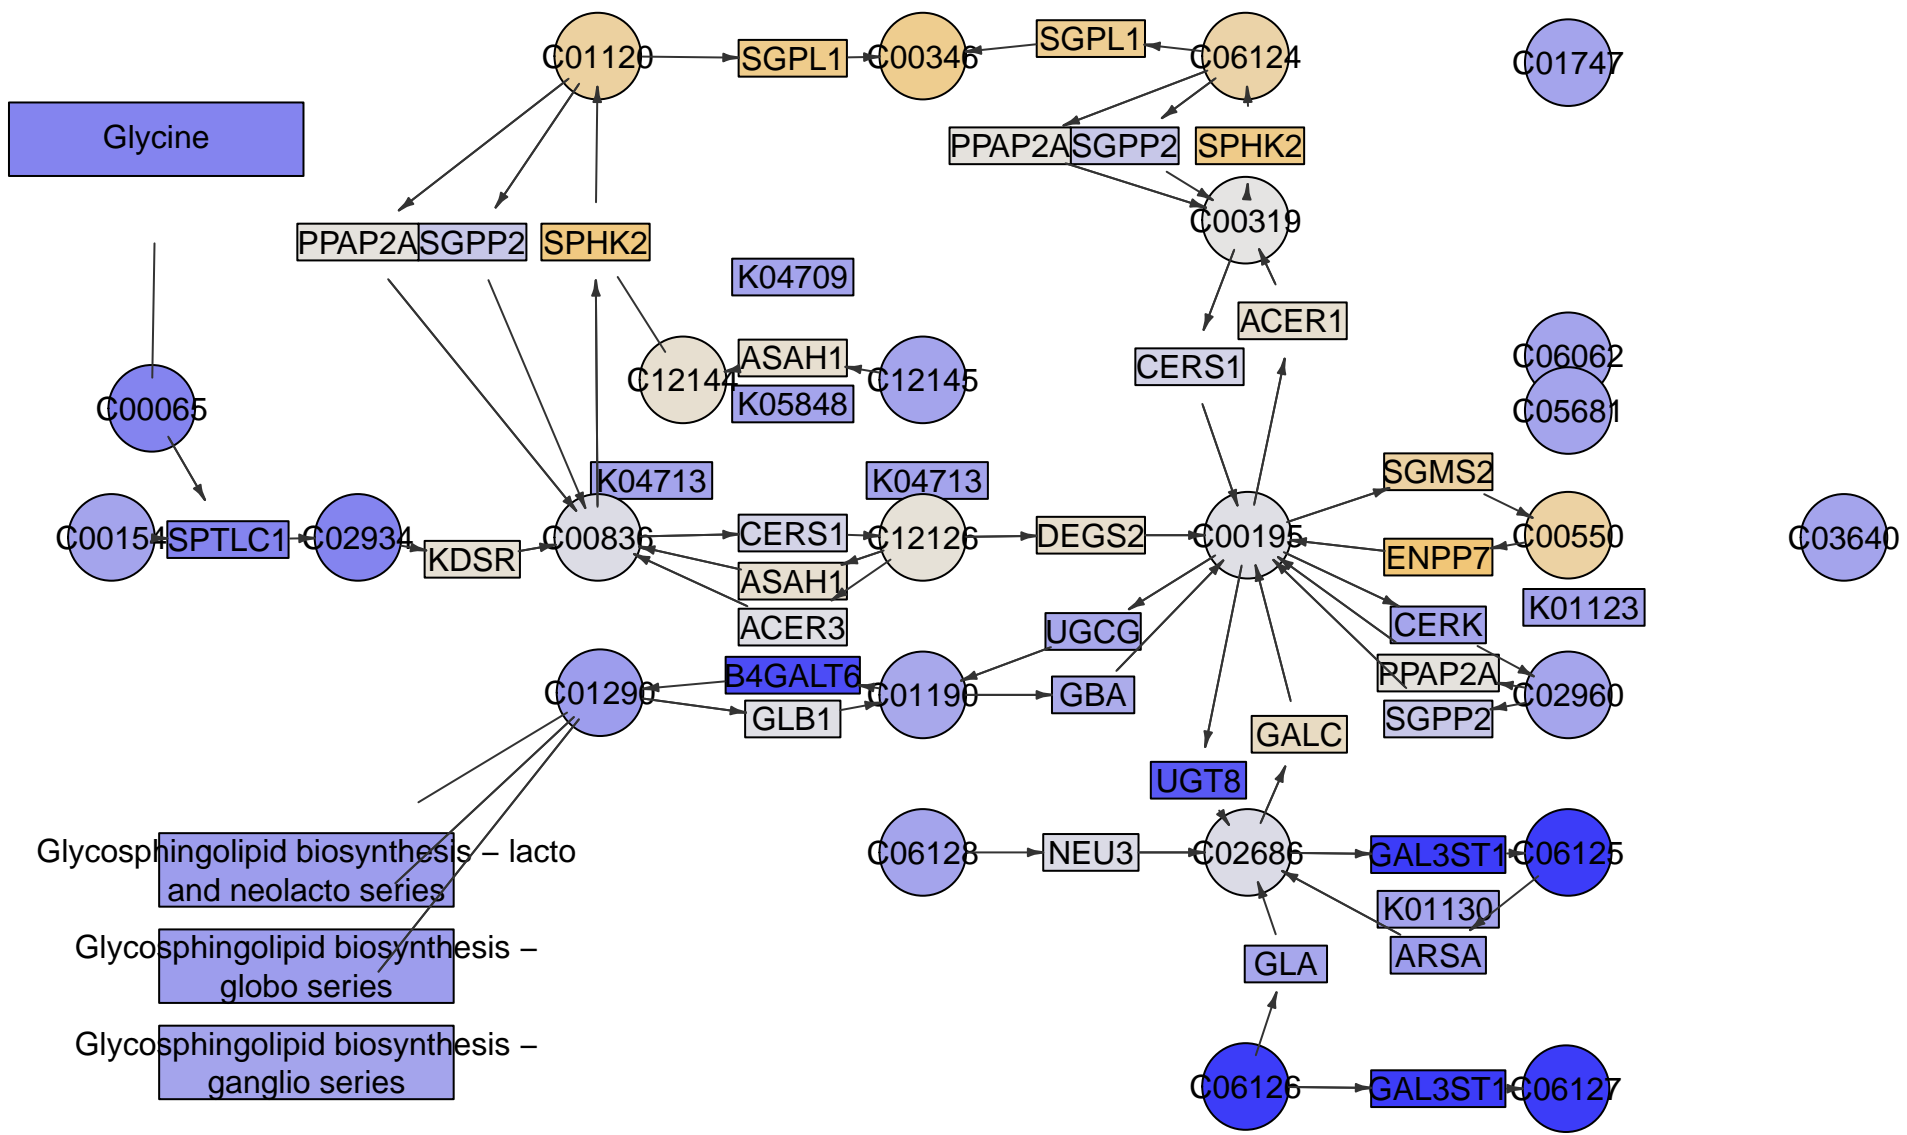 C01120
SGPL1
C00346
SGPL1
C06124
C01747
Glycine
PPAP2A
SGPP2
SPHK2
C00319
PPAP2A
SGPP2
SPHK2
K04709
ACER1
C06062
ASAH1
C12144
C12145
CERS1
K05848
C00065
C05681
K04713
K04713
SGMS2
C00154
SPTLC1
C02934
KDSR
C00836
CERS1
C12126
DEGS2
C00195
C00550
ENPP7
C03640
ASAH1
ACER3
K01123
UGCG
CERK
B4GALT6
PPAP2A
C01290
C01190
GBA
C02960
GLB1
SGPP2
GALC
UGT8
Glycosphingolipid biosynthesis – lacto
and neolacto series
C06128
NEU3
C02686
GAL3ST1
C06125
K01130
Glycosphingolipid biosynthesis –
globo series
GLA
ARSA
Glycosphingolipid biosynthesis –
ganglio series
C06126
GAL3ST1
C06127